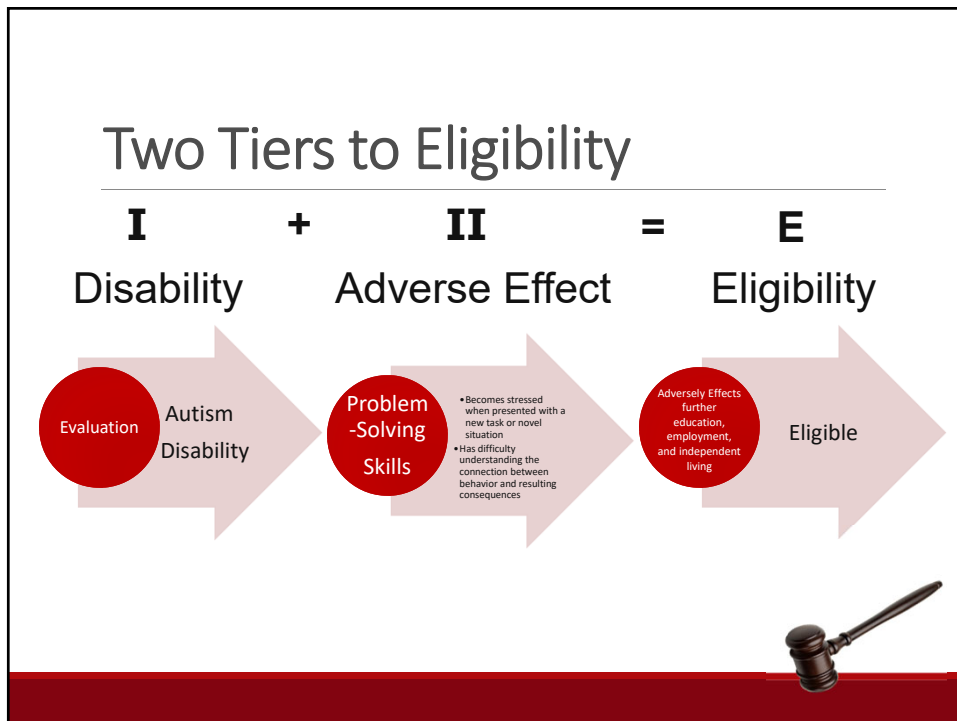 Two Tiers to Eligibility
I + II = E
Disability Adverse Effect Eligibility
Evaluation
Autism
Disability
Problem
-Solving
Skills
•Becomes stressed
when presented with a
new task or novel
situation
•Has difficulty
understanding the
connection between
behavior and resulting
consequences
Adversely Effects
further
education,
employment,
and independent
living
Eligible